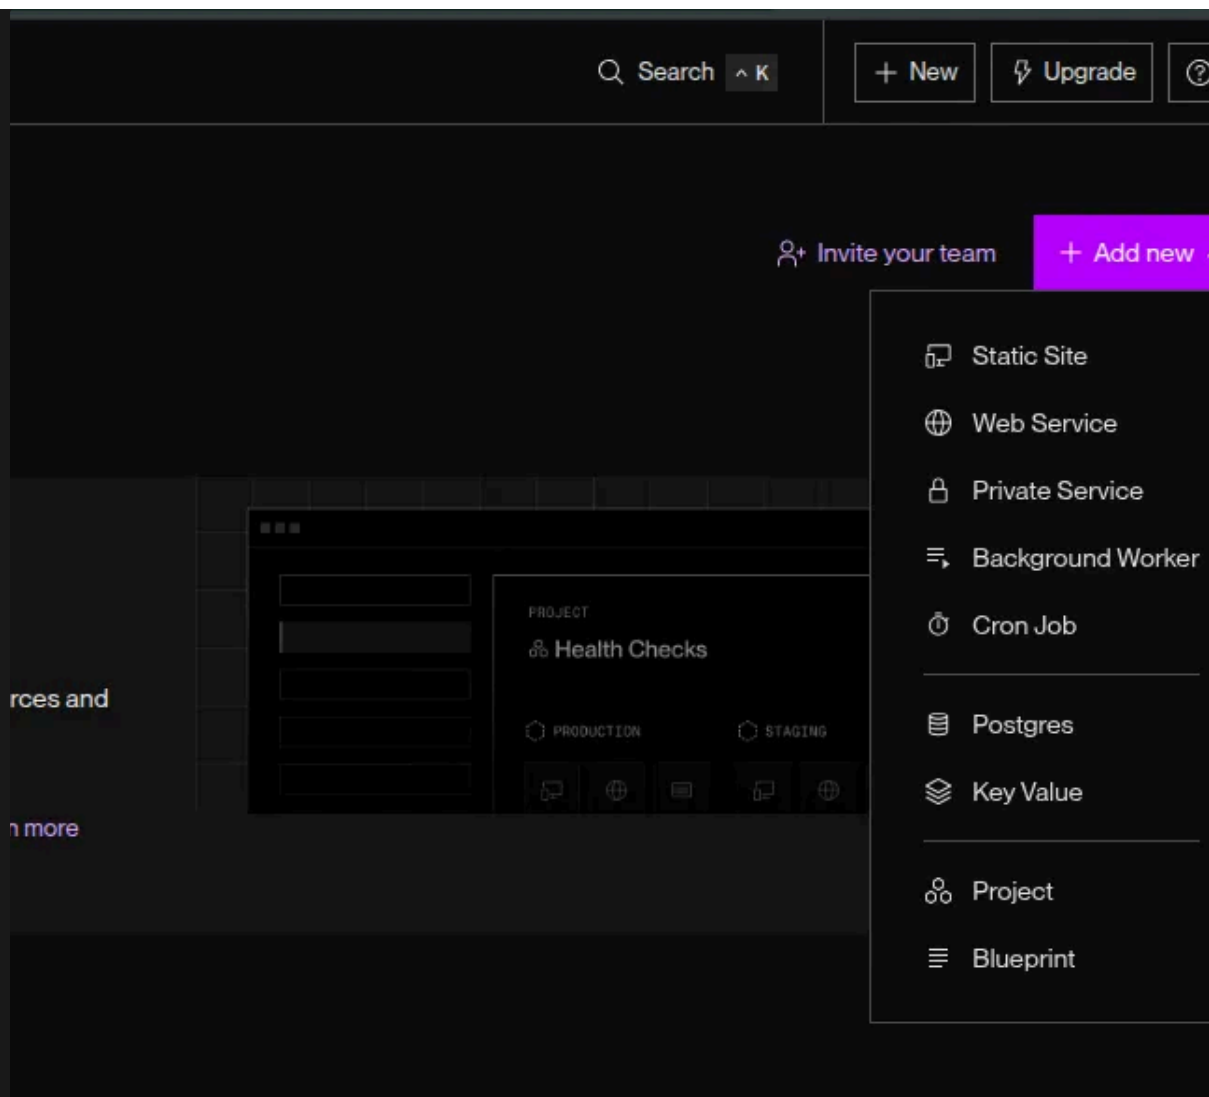 Search ^ K
+ New
Upgrade
Invite your team
+ Add new
Static Site
Web Service
Private Service
Background Worker
Cron Job
Postgres
Key Value
Project
Blueprint
PROJECT
Health Checks
PRODUCTION
STAGING
rces and
n more